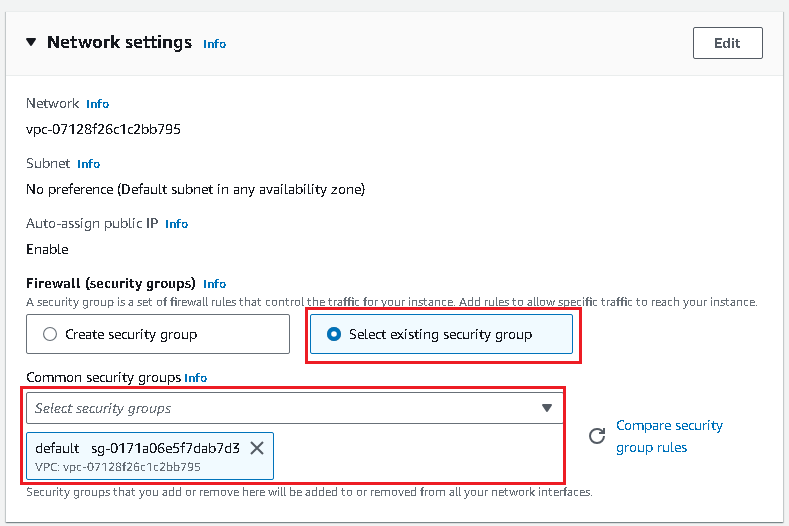 Network settings Info
Edit
Network Info
vpc-07128f26c1c2bb795
Subnet Info
No preference (Default subnet in any availability zone)
Auto-assign public IP Info
Enable
Firewall (security groups) Info
A security group is a set of firewall rules that control the traffic for your instance. Add rules to allow specific traffic to reach your instance.
Create security group
Select existing security group
Common security groups Info
Select security groups
default sg-0171a06e5f7dab7d3
VPC: vpc-07128f26c1c2bb795
Compare security
group rules
Security groups that you add or remove here will be added to or removed from all your network interfaces.